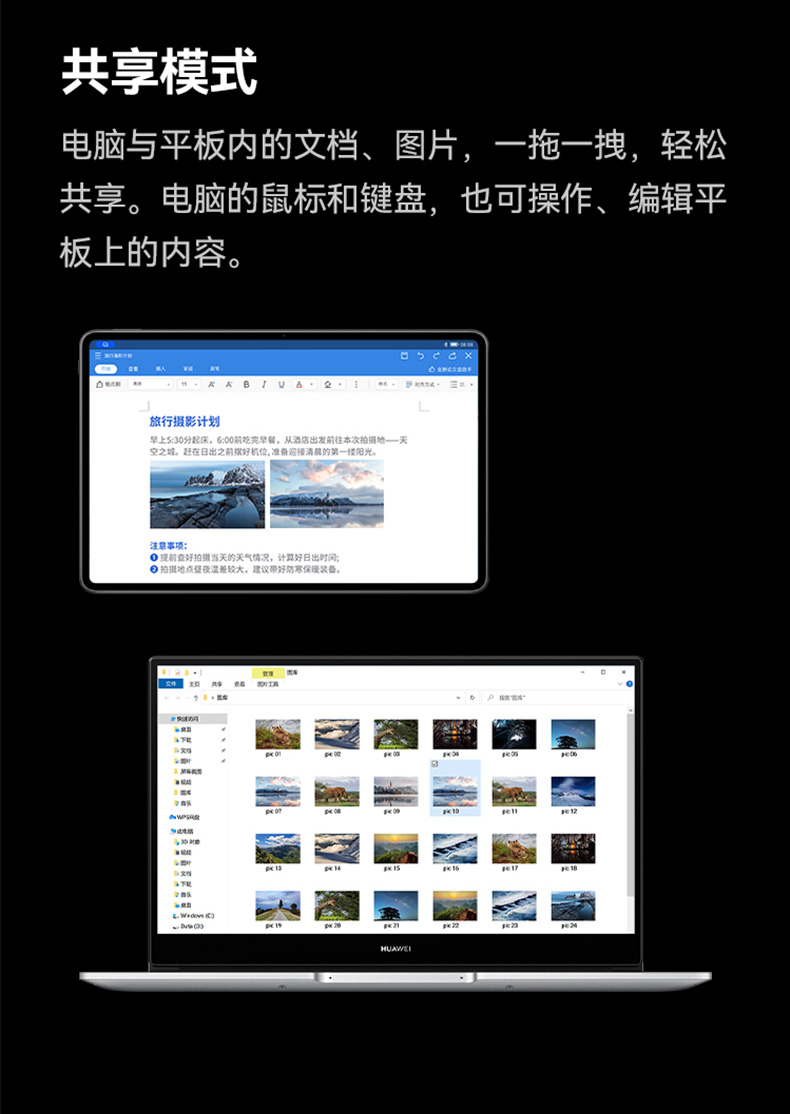 共享模式
电脑与平板内的文档、图片，一拖一拽，轻松
共享。电脑的鼠标和键盘，也可操作、编辑平
板上的内容。
08:08
旅行摄影计划
开始 查看 插入 审阅 画笔
格式刷 11 A+ A- B I U A 样式 对齐方式
旅行摄影计划
早上5:30分起床，6:00前吃完早餐，从酒店出发前往本次拍摄地——天
空之城。赶在日出之前摆好机位，准备迎接清晨的第一缕阳光。
注意事项：
1 提前查好拍摄当天的天气情况，计算好日出时间;
2 拍摄地点昼夜温差较大，建议带好防寒保暖装备。
管理 图库
文件 主页 共享 查看 图片工具
图库
搜索"图库"
快速访问
桌面
下载
文档
图片
屏幕截图
视频
图库
音乐
WPS网盘
此电脑
3D 对象
视频
图片
文档
下载
音乐
桌面
Windows (C:)
Data (D:)
pic 01 pic 02 pic 03 pic 04 pic 05 pic 06
pic 07 pic 08 pic 09 pic 10 pic 11 pic 12
pic 13 pic 14 pic 15 pic 16 pic 17 pic 18
pic 19 pic 20 pic 21 pic 22 pic 23 pic 24
HUAWEI